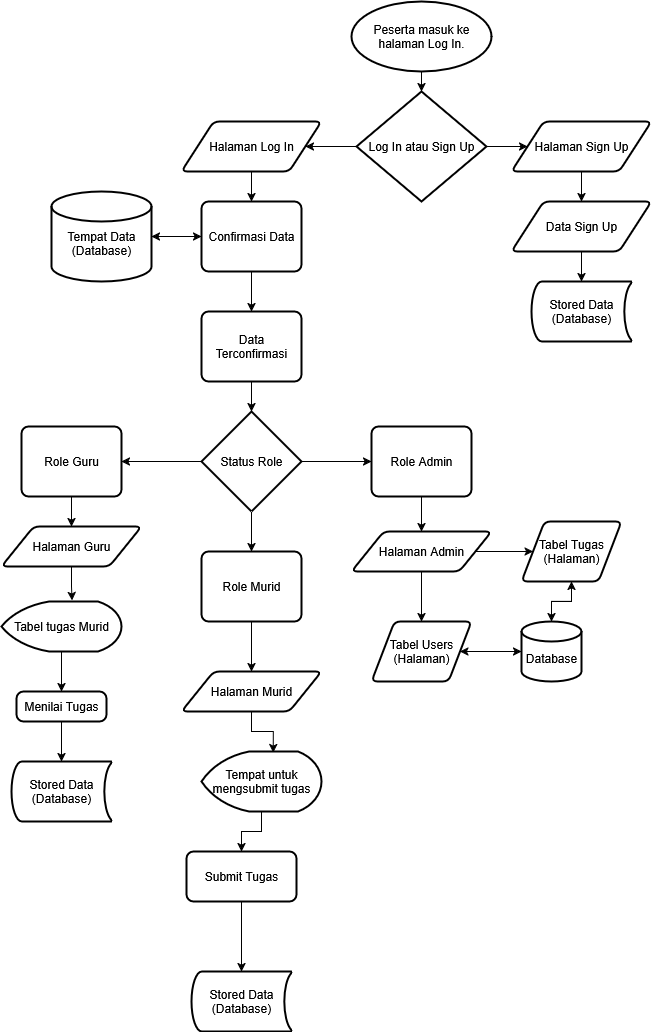 Peserta masuk ke
halaman Log In.
Halaman Log In
Log In atau Sign Up
Halaman Sign Up
Tempat Data
(Database)
Confirmasi Data
Data Sign Up
Stored Data
(Database)
Data
Terconfirmasi
Role Guru
Status Role
Role Admin
Halaman Guru
Halaman Admin
Tabel Tugas
(Halaman)
Role Murid
Tabel tugas Murid
Tabel Users
(Halaman)
Database
Menilai Tugas
Halaman Murid
Stored Data
(Database)
Tempat untuk
mengsubmit tugas
Submit Tugas
Stored Data
(Database)